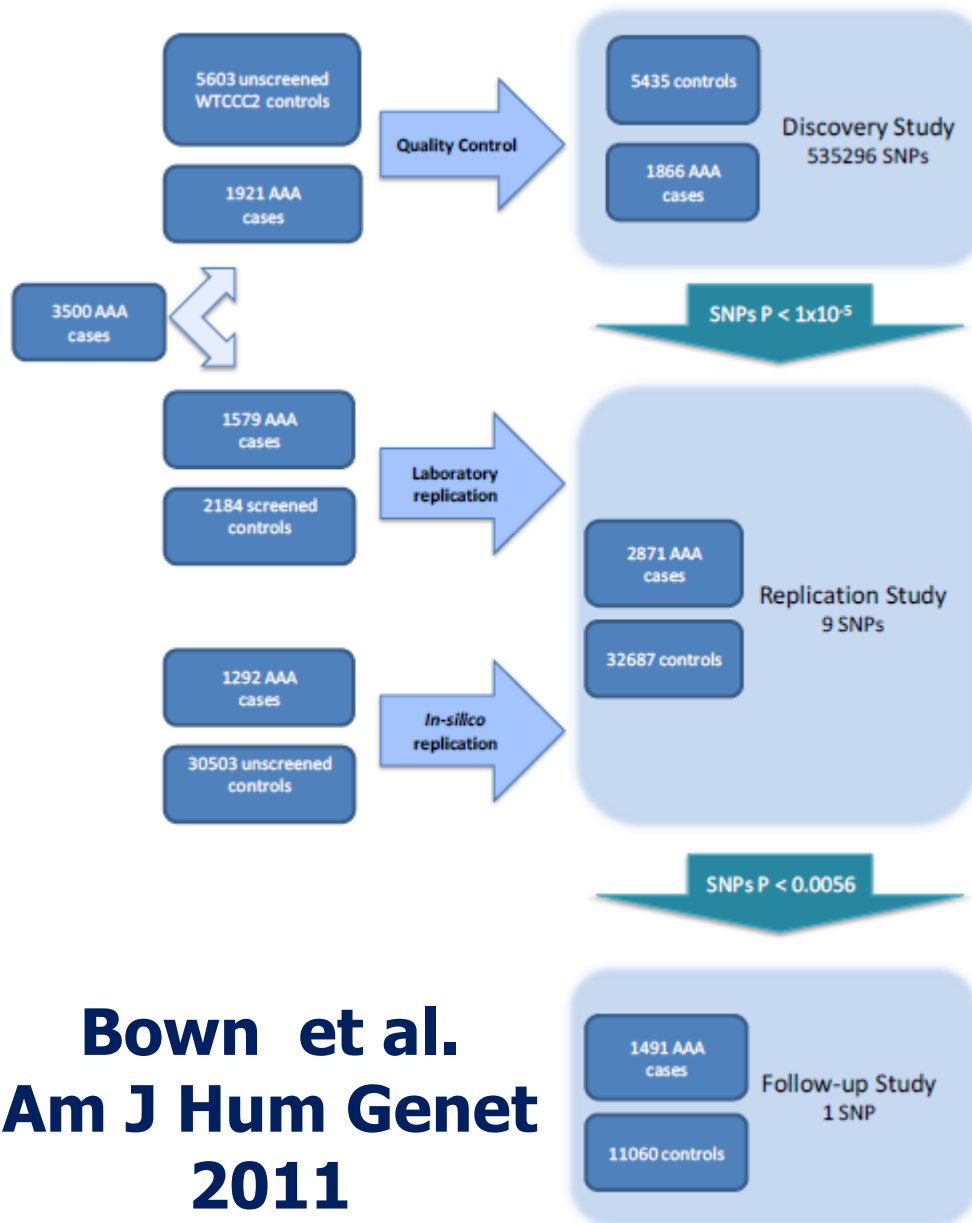 5603 unscreened
WTCCC2 controls
1921 AAA
cases
Quality Control
5435 controls
1866 AAA
cases
Discovery Study
535296 SNPs
3500 AAA
cases
SNPs P < 1x10⁻⁵
1579 AAA
cases
2184 screened
controls
Laboratory
replication
2871 AAA
cases
32687 controls
Replication Study
9 SNPs
1292 AAA
cases
30503 unscreened
controls
In-silico
replication
SNPs P < 0.0056
1491 AAA
cases
11060 controls
Follow-up Study
1 SNP
Bown et al.
Am J Hum Genet
2011